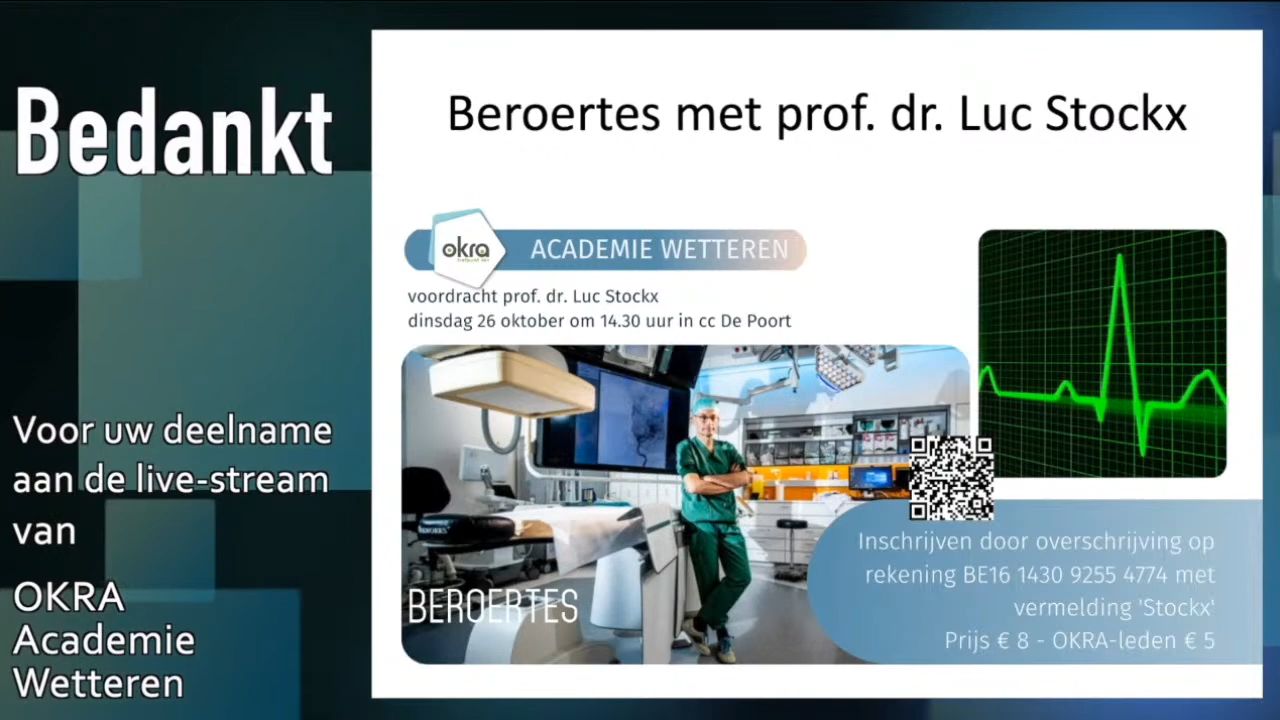 Bedankt
Voor uw deelname
aan de live-stream
van
OKRA
Academie
Wetteren
Beroertes met prof. dr. Luc Stockx
okra
ACADEMIE WETTEREN
voordracht prof. dr. Luc Stockx
dinsdag 26 oktober om 14.30 uur in cc De Poort
BEROERTES
Inschrijven door overschrijving op
rekening BE16 1430 9255 4774 met
vermelding 'Stockx'
Prijs € 8 - OKRA-leden € 5